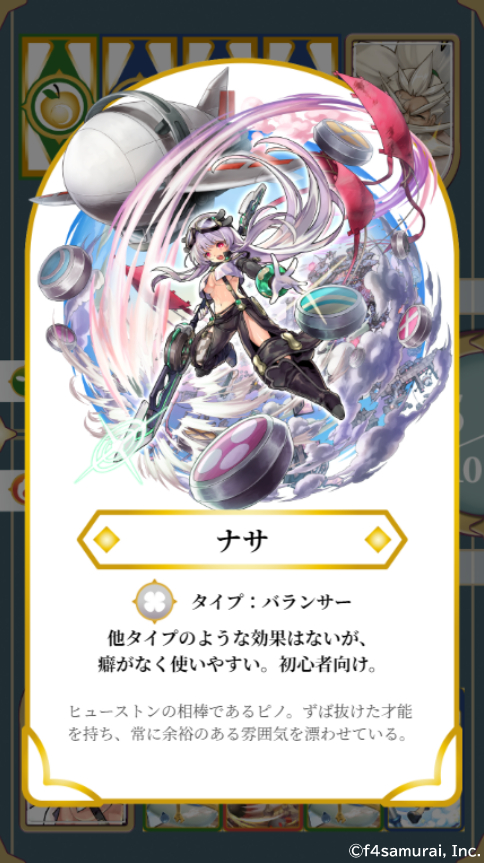 ナサ
タイプ：バランサー
他タイプのような効果はないが、
癖がなく使いやすい。初心者向け。
ヒューストンの相棒であるピノ。ずば抜けた才能
を持ち、常に余裕のある雰囲気を漂わせている。
©f4samurai, Inc.